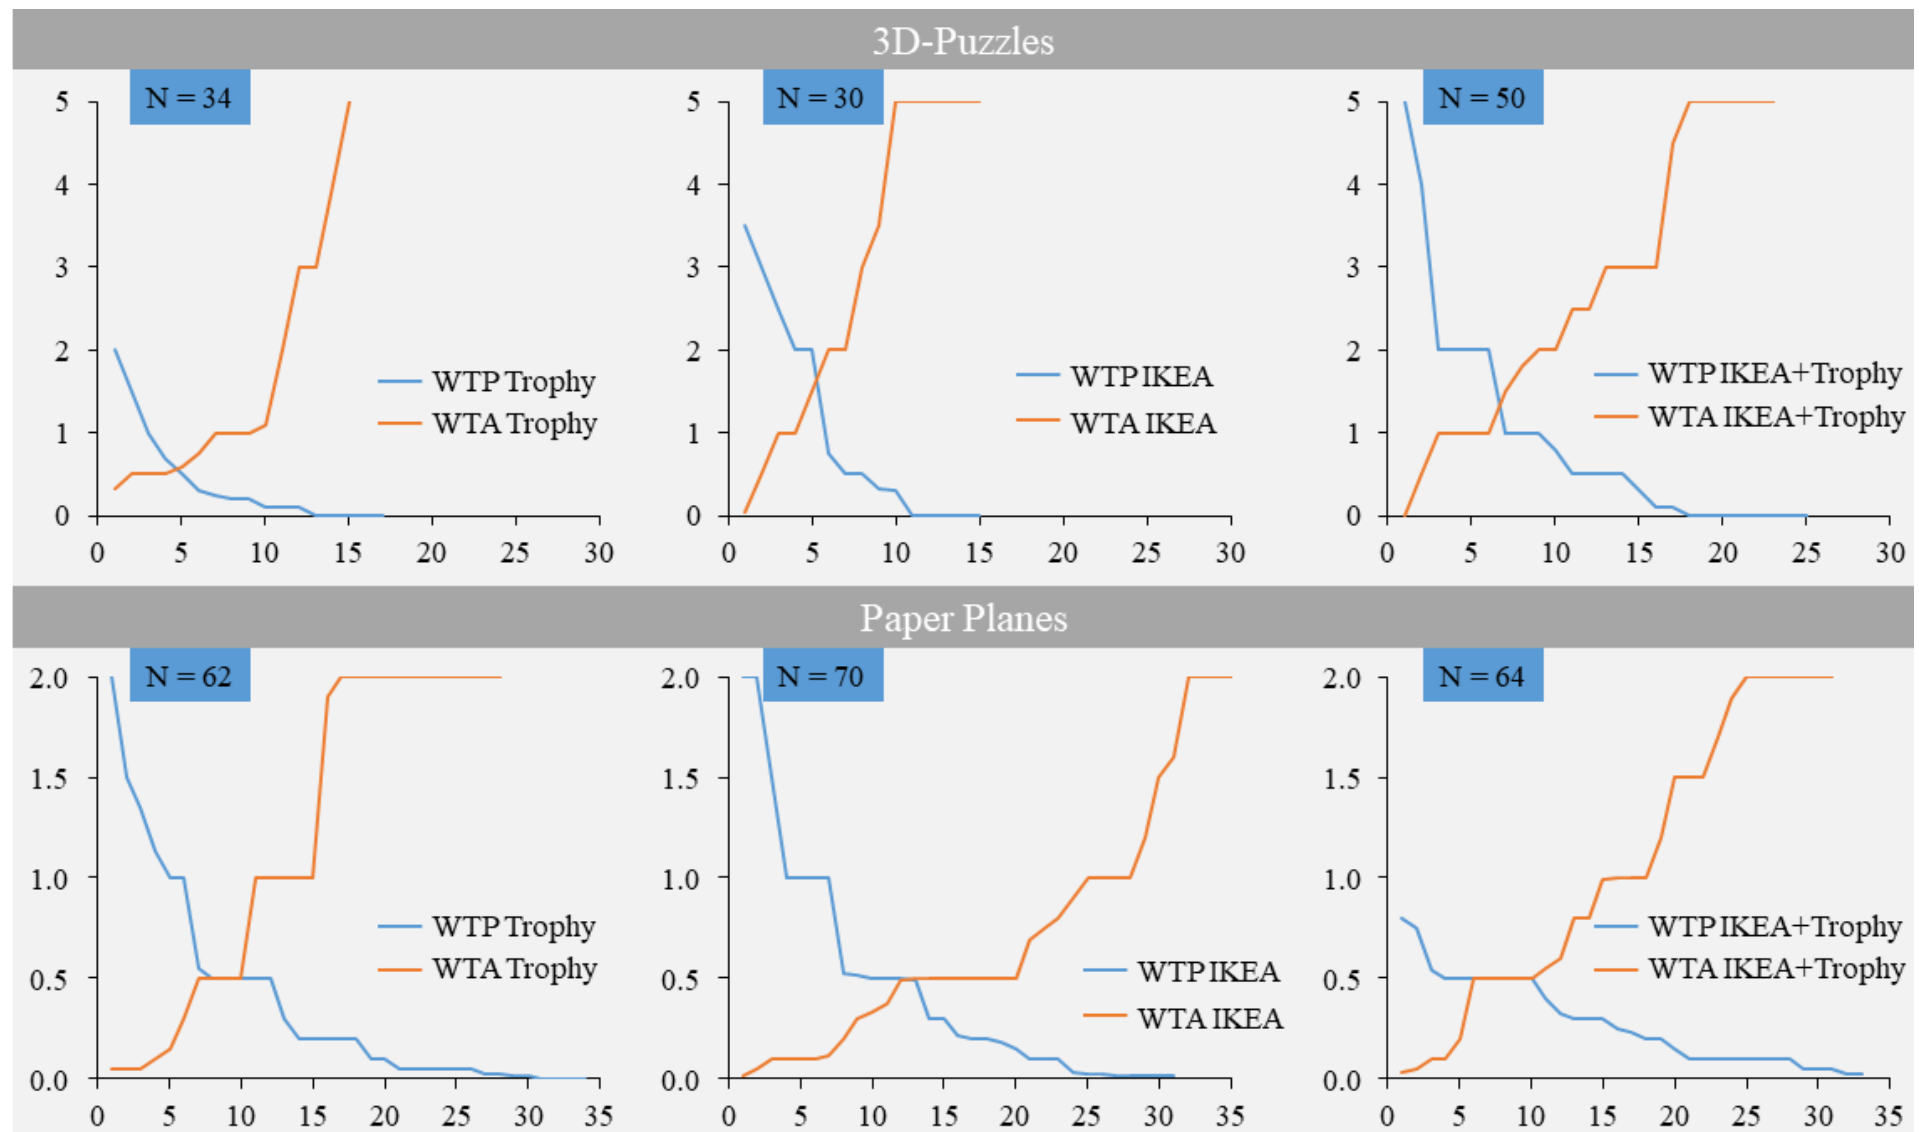 3D-Puzzles
N = 34
N = 30
N = 50
5 5 5
4 4 4
3 3 3
2 2 2
WTP Trophy WTP IKEA WTP IKEA+Trophy
WTA Trophy WTA IKEA WTA IKEA+Trophy
1 1 1
0 0 0
0 5 10 15 20 25 30 0 5 10 15 20 25 30 0 5 10 15 20 25 30
Paper Planes
N = 62
N = 70
N = 64
2.0 2.0 2.0
1.5 1.5 1.5
1.0 1.0 1.0
WTP Trophy WTP IKEA WTP IKEA+Trophy
WTA Trophy WTA IKEA WTA IKEA+Trophy
0.5 0.5 0.5
0.0 0.0 0.0
0 5 10 15 20 25 30 35 0 5 10 15 20 25 30 35 0 5 10 15 20 25 30 35